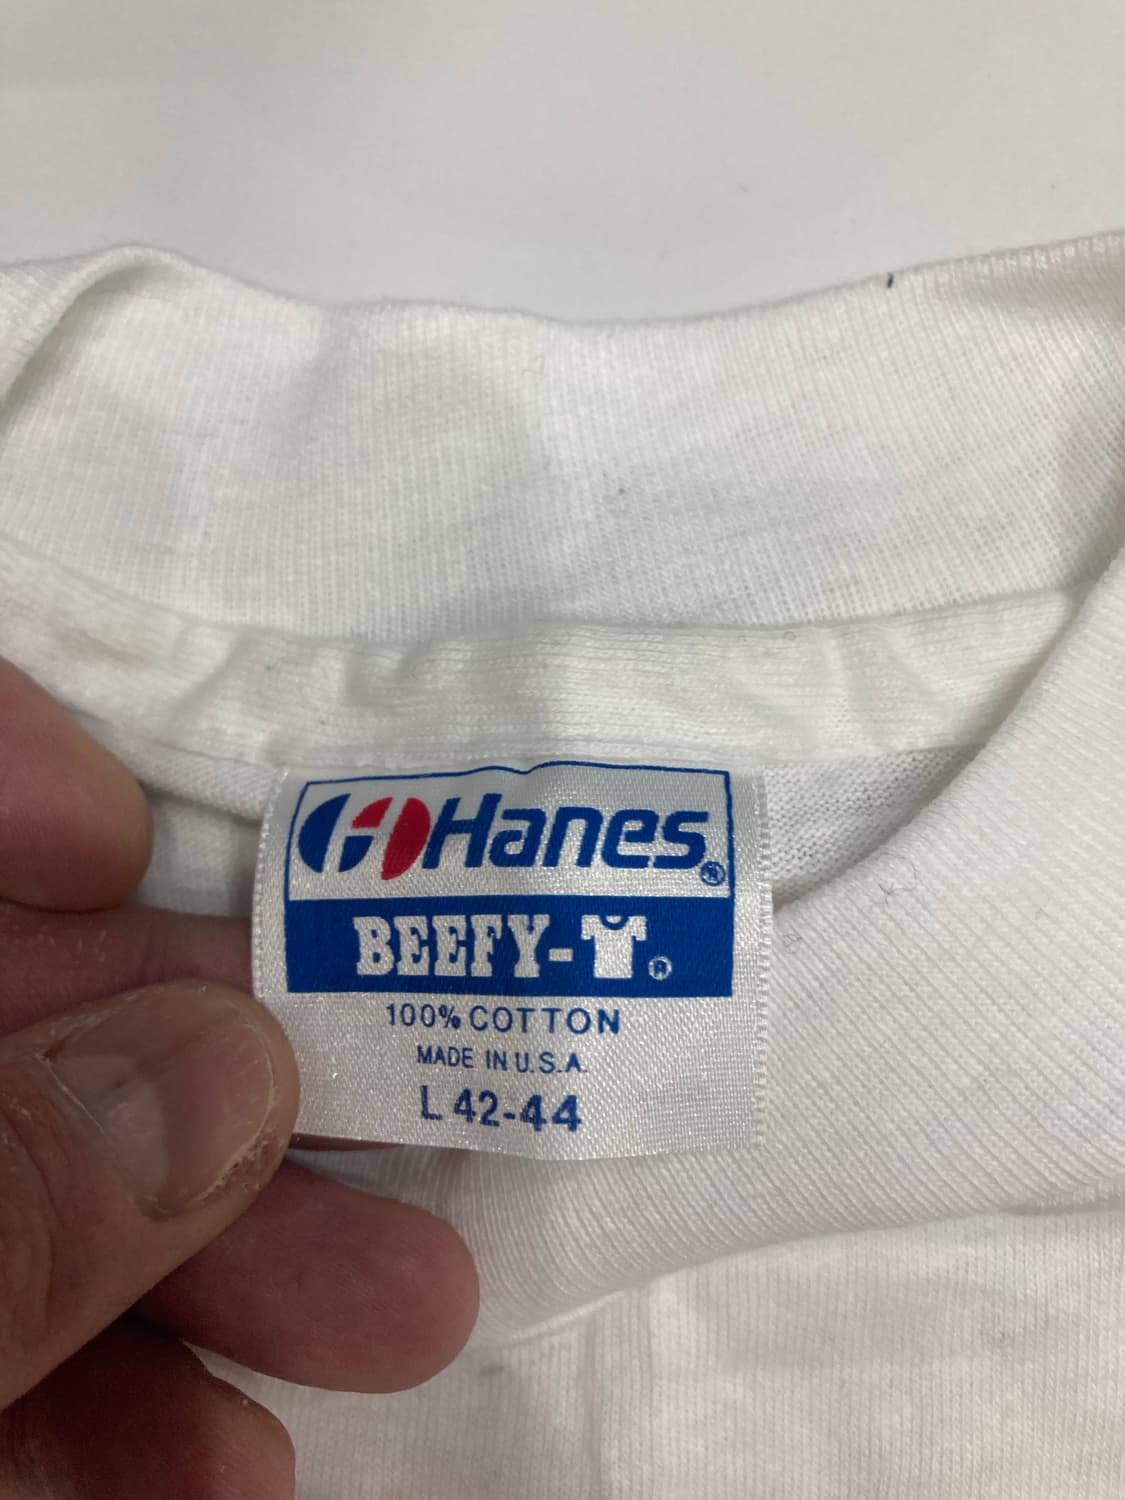 Hanes®
BEEFY-T®
100% COTTON
MADE IN U.S.A.
L 42-44